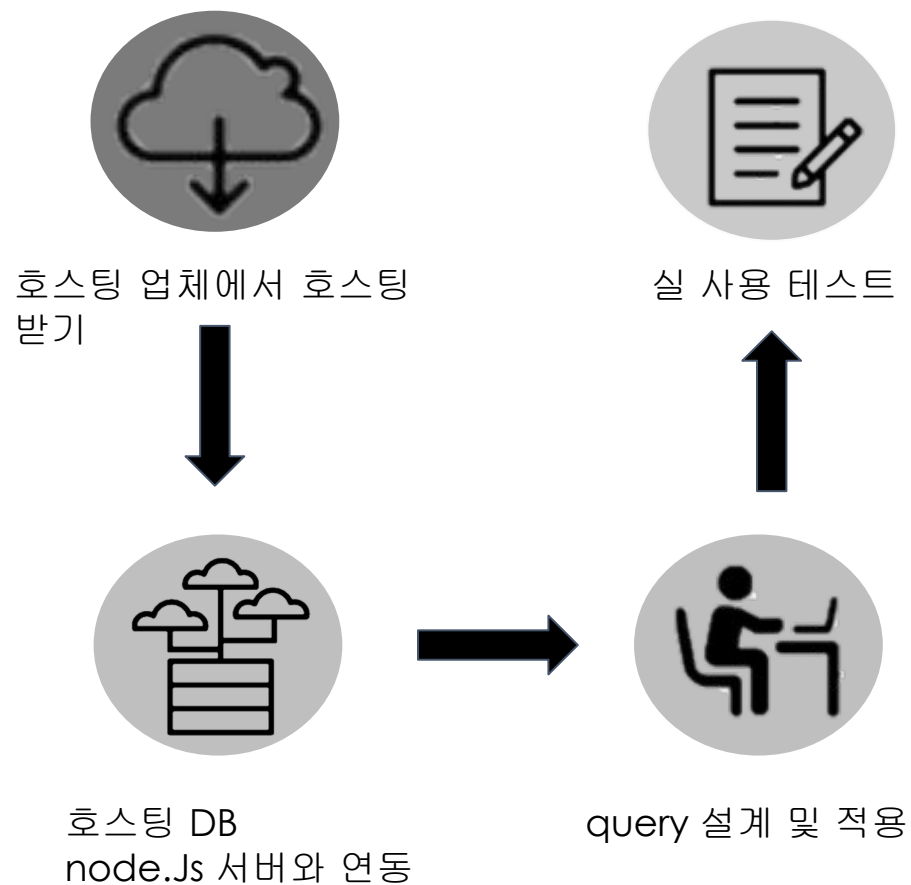 호스팅 업체에서 호스팅
받기
실 사용 테스트
호스팅 DB
node.Js 서버와 연동
query 설계 및 적용